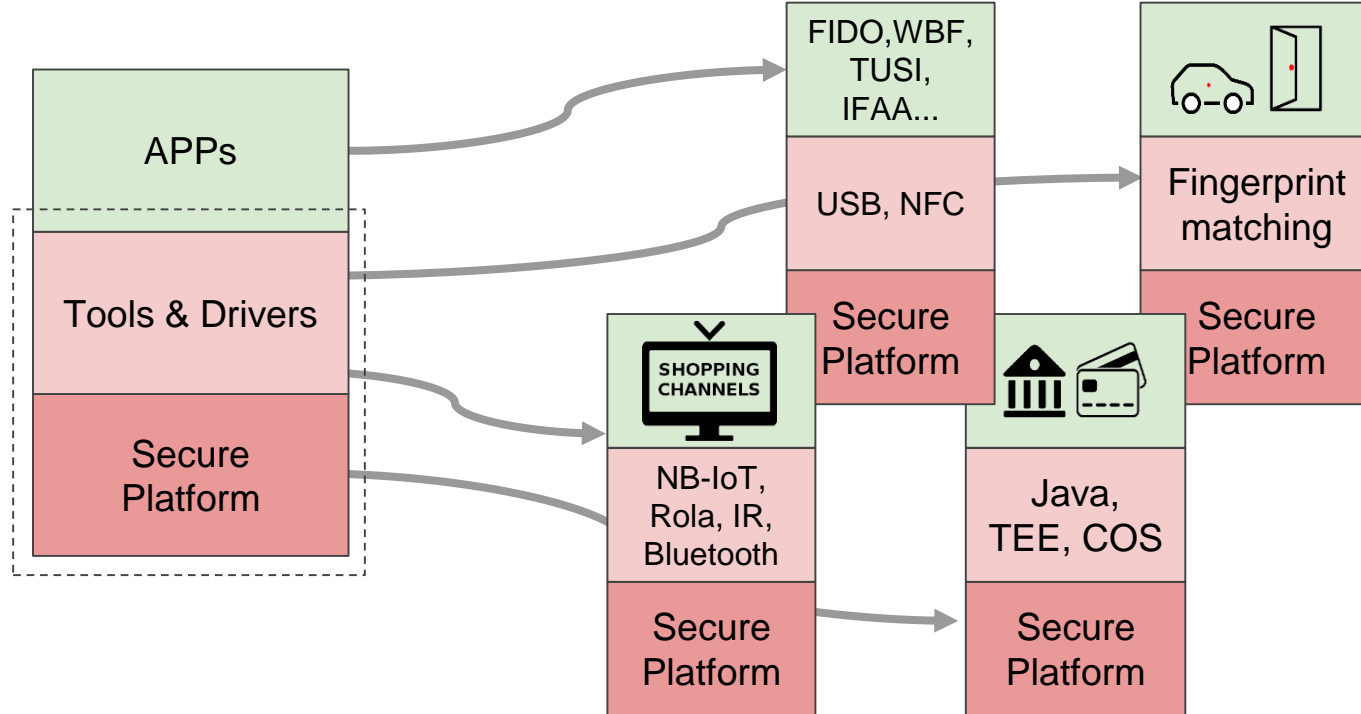 APPs
Tools & Drivers
Secure
Platform
FIDO,WBF,
TUSI,
IFAA...
USB, NFC
Secure
Platform
Fingerprint
matching
Secure
Platform
SHOPPING
CHANNELS
NB-IoT,
Rola, IR,
Bluetooth
Secure
Platform
Java,
TEE, COS
Secure
Platform